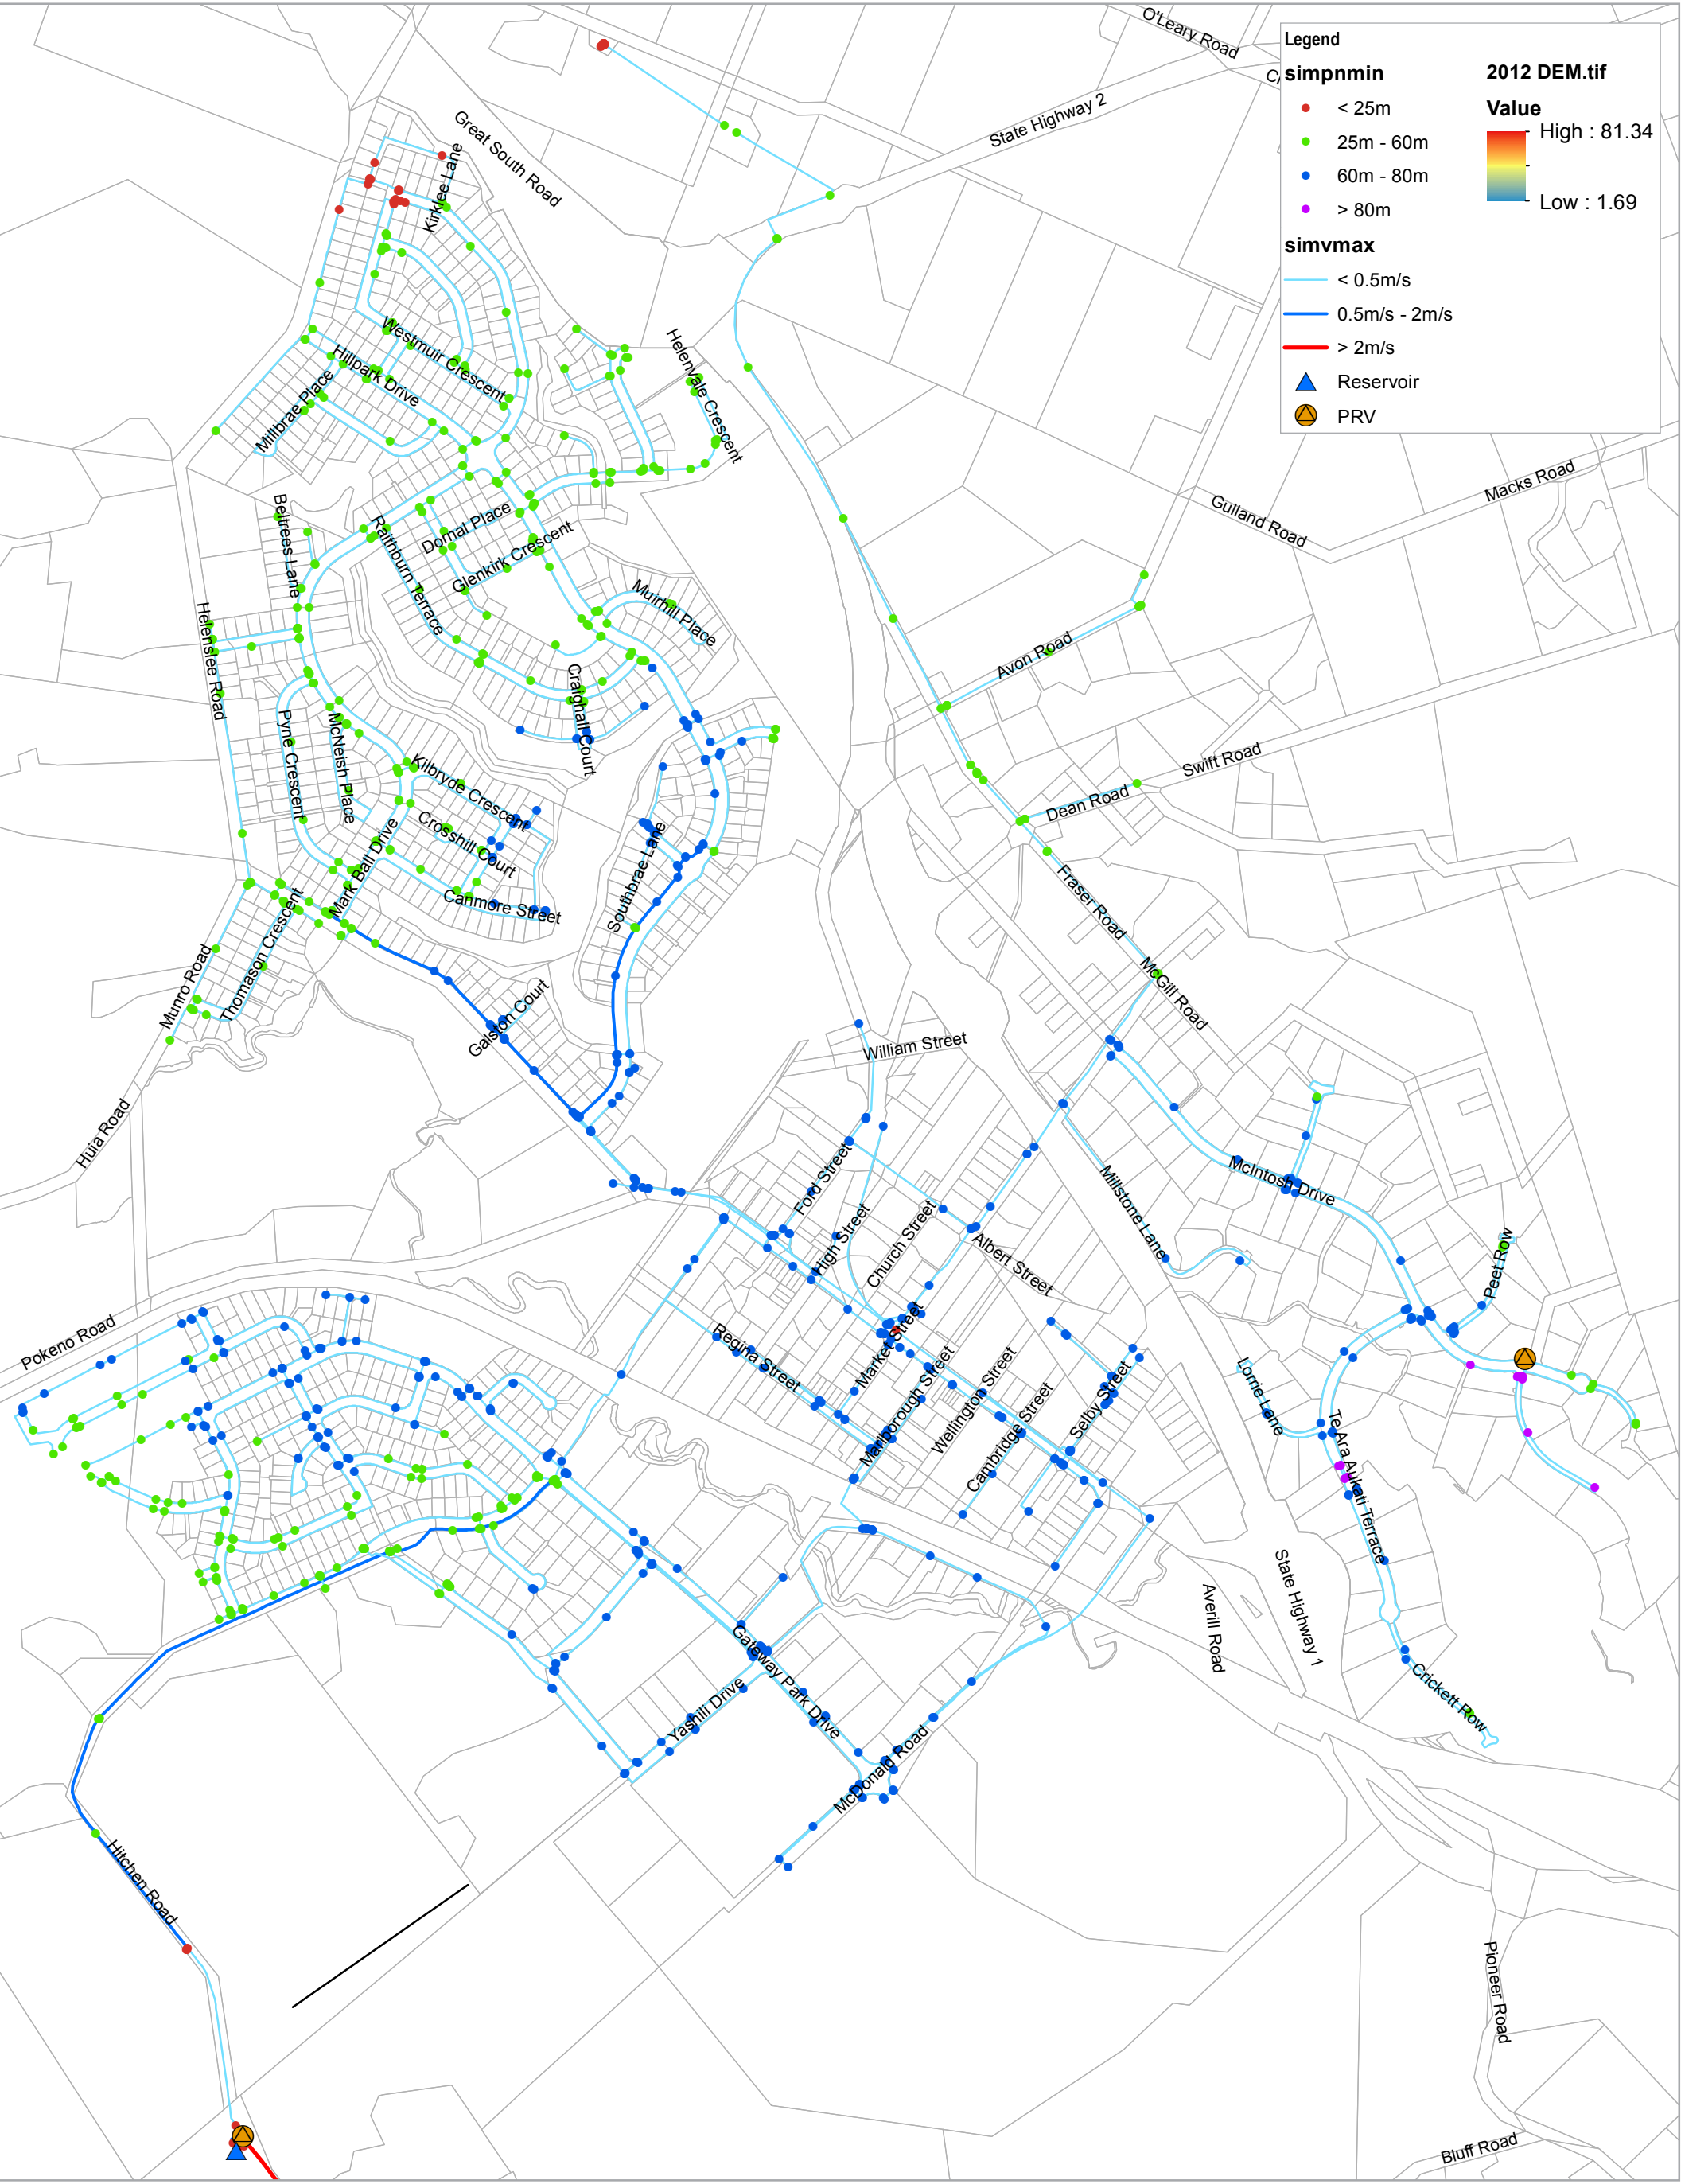 O'Leary Road
Legend
simpnmin
2012 DEM.tif
< 25m
Value
25m - 60m
High : 81.34
60m - 80m
> 80m
Low : 1.69
simvmax
< 0.5m/s
0.5m/s - 2m/s
> 2m/s
Reservoir
PRV
State Highway 2
Great South Road
Kirklee Lane
Westmuir Crescent
Hillpark Drive
Millbrae Place
Helenvale Crescent
Macks Road
Gulland Road
Beltrees Lane
Raithburn Terrace
Dornal Place
Glenkirk Crescent
Muirhill Place
Helenslee Road
Avon Road
Craighall Court
Pyne Crescent
McNeish Place
Kilbryde Crescent
Swift Road
Dean Road
Crosshill Court
Mark Ball Drive
Canmore Street
Southbrae Lane
Fraser Road
Thomason Crescent
Munro Road
McGill Road
Galston Court
William Street
Huia Road
Ford Street
Millstone Lane
McIntosh Drive
High Street
Church Street
Albert Street
Peet Row
Pokeno Road
Regina Street
Market Street
Marlborough Street
Wellington Street
Cambridge Street
Selby Street
Lorrie Lane
Te Ara Aukati Terrace
State Highway 1
Averill Road
Gateway Park Drive
Yashili Drive
Crickett Row
McDonald Road
Hitchen Road
Pioneer Road
Bluff Road